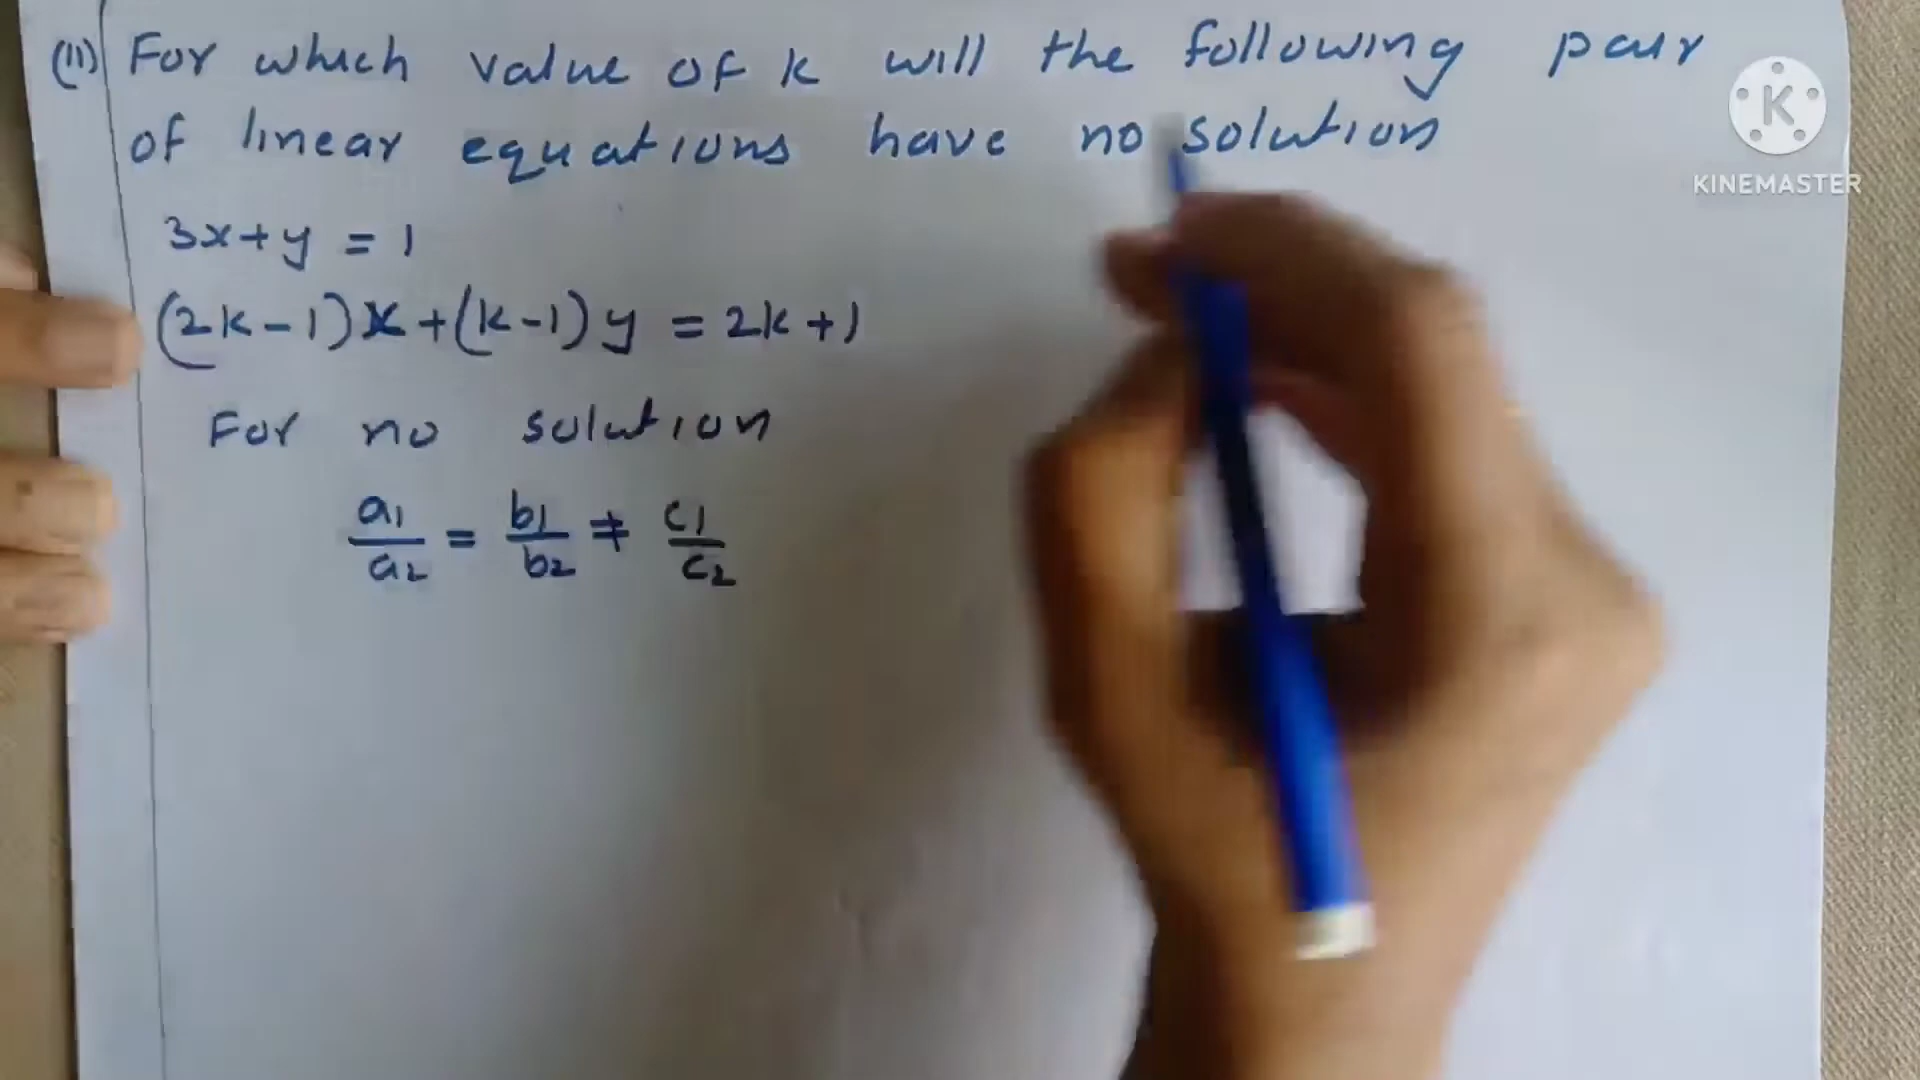 (11) For which value of k will the following pair
of linear equations have no solution
3x+y = 1
(2k-1)x+(k-1)y = 2k+1
For no solution
a1/a2 = b1/b2 ≠ c1/c2
K
KINEMASTER